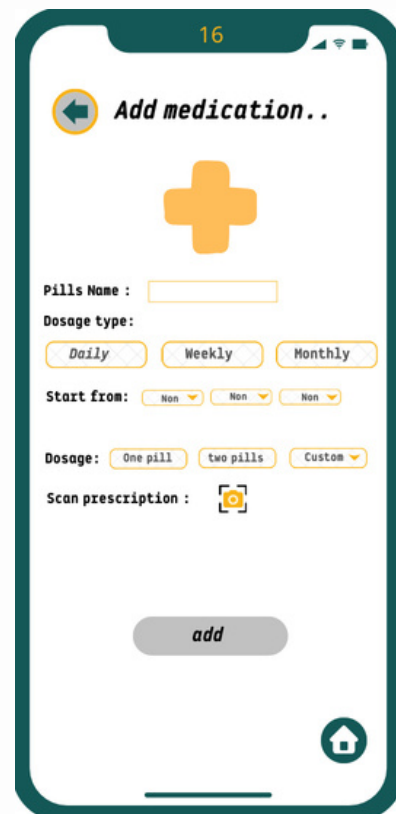 16
Add medication..
Pills Name :
Dosage type:
Daily Weekly Monthly
Start from: Non Non Non
Dosage: One pill two pills Custom
Scan prescription :
add